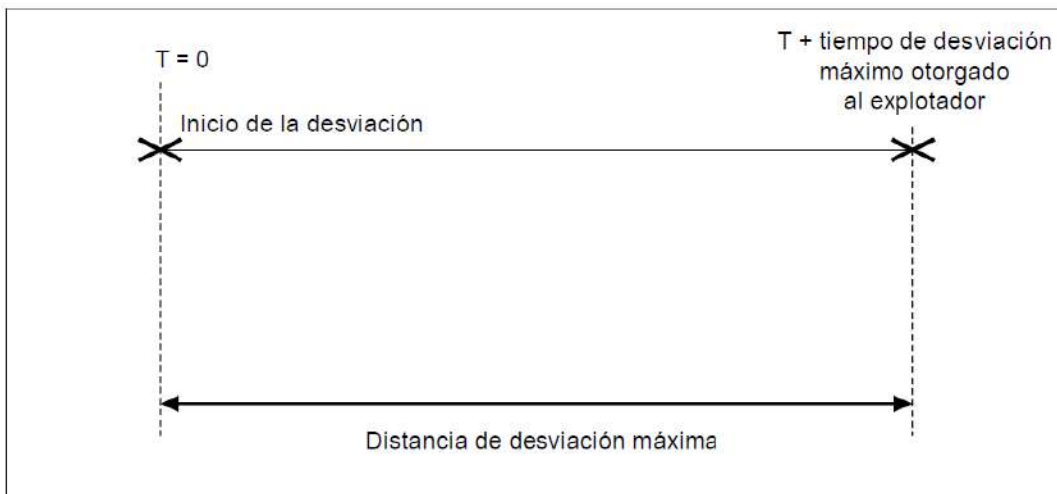 T = 0
T + tiempo de desviación
máximo otorgado
al explotador
Inicio de la desviación
Distancia de desviación máxima